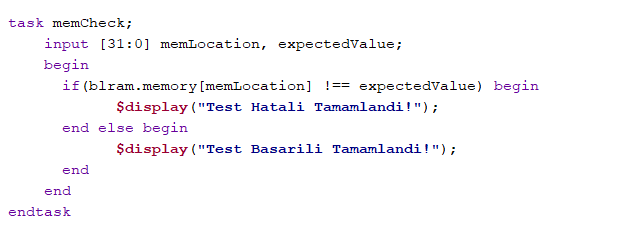 task memCheck;
input [31:0] memLocation, expectedValue;
begin
if(blram.memory[memLocation] !== expectedValue) begin
$display("Test Hatali Tamamlandi!");
end else begin
$display("Test Basarili Tamamlandi!");
end
end
endtask